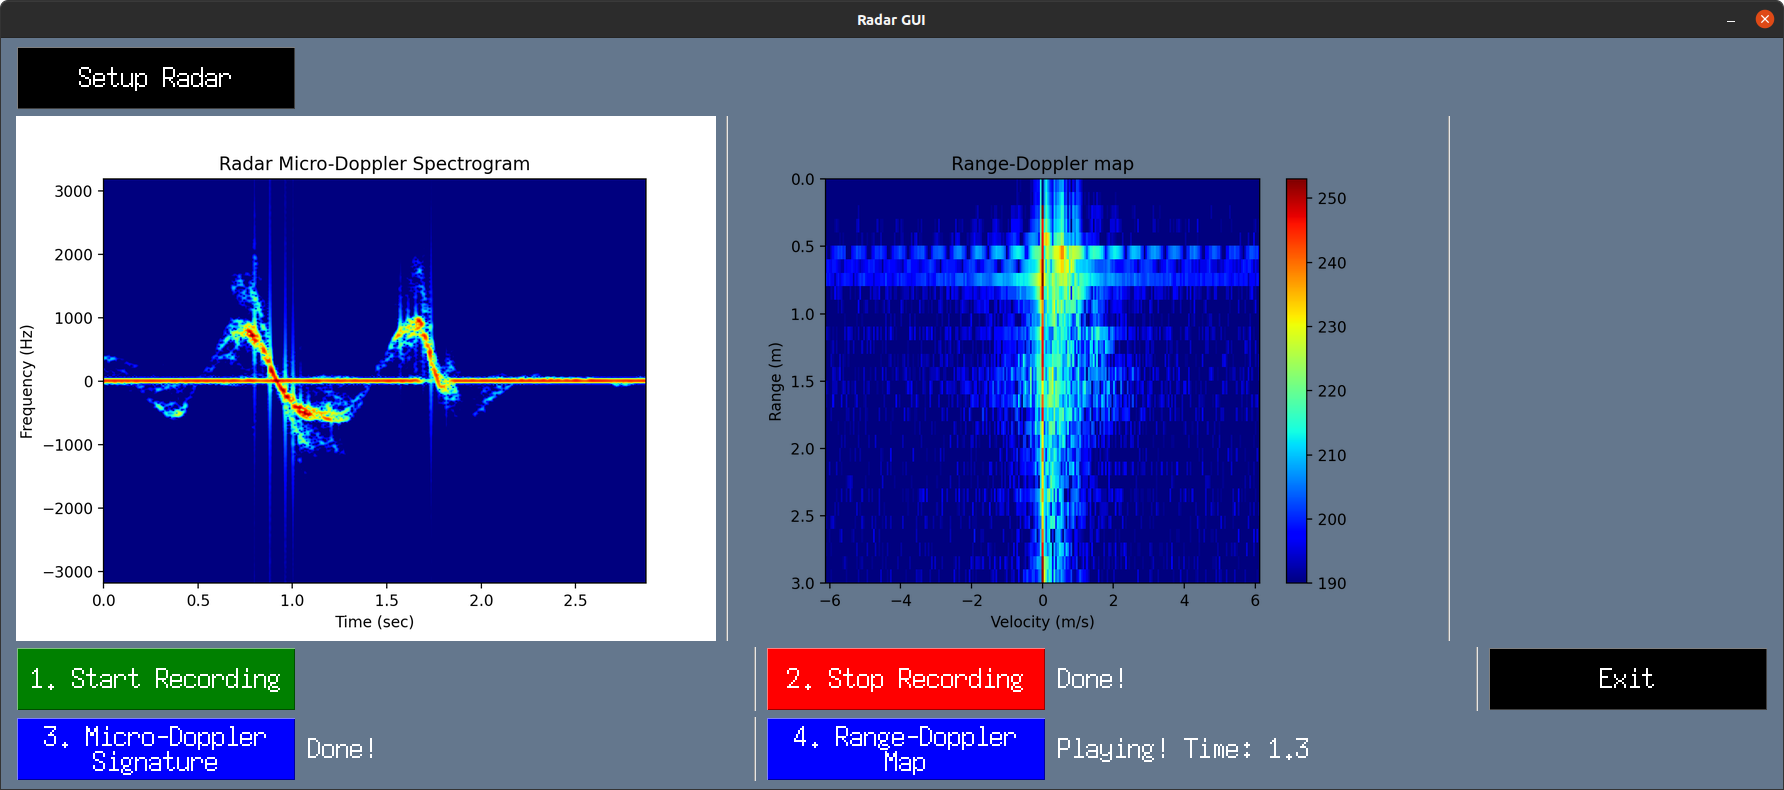 Radar GUI
Setup Radar
Radar Micro-Doppler Spectrogram
3000
2000
1000
0
−1000
−2000
−3000
Frequency (Hz)
0.0 0.5 1.0 1.5 2.0 2.5
Time (sec)
Range-Doppler map
0.0
0.5
1.0
1.5
2.0
2.5
3.0
Range (m)
−6 −4 −2 0 2 4 6
Velocity (m/s)
250
240
230
220
210
200
190
1. Start Recording
2. Stop Recording
Done!
Exit
3. Micro-Doppler
Signature
Done!
4. Range-Doppler
Map
Playing! Time: 1.3